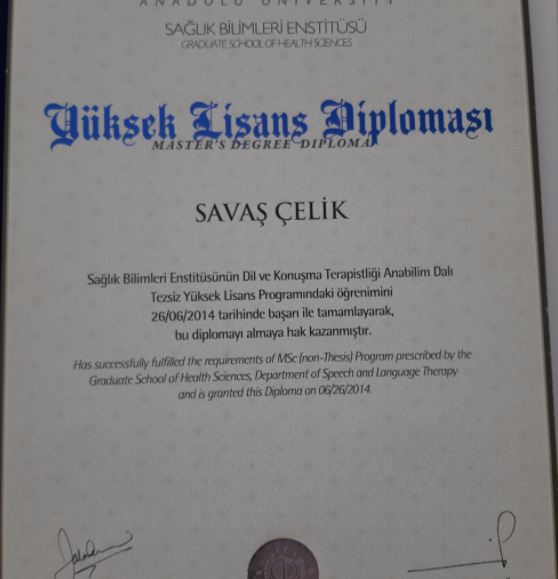 ANADOLU UNIVERSITY
SAĞLIK BİLİMLERİ ENSTİTÜSÜ
GRADUATE SCHOOL OF HEALTH SCIENCES
Yüksek Lisans Diploması
MASTER'S DEGREE DIPLOMA
SAVAŞ ÇELİK
Sağlık Bilimleri Enstitüsünün Dil ve Konuşma Terapistliği Anabilim Dalı
Tezsiz Yüksek Lisans Programındaki öğrenimini
26/06/2014 tarihinde başarı ile tamamlayarak,
bu diplomayı almaya hak kazanmıştır.
Has successfully fulfilled the requirements of MSc (non-Thesis) Program prescribed by the
Graduate School of Health Sciences, Department of Speech and Language Therapy
and is granted this Diploma on 06/26/2014.